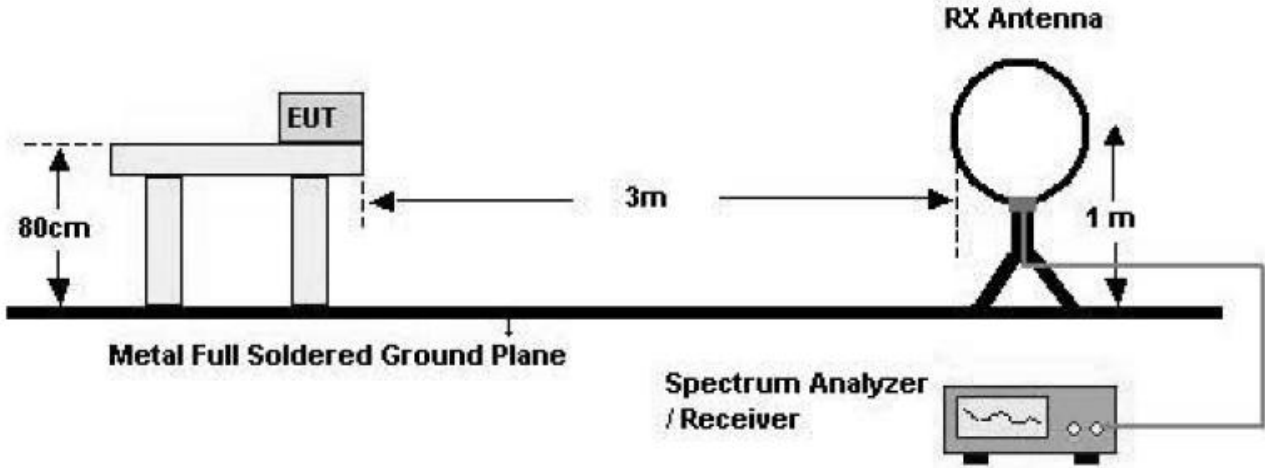 RX Antenna
EUT
80cm
3m
1 m
Metal Full Soldered Ground Plane
Spectrum Analyzer
/ Receiver